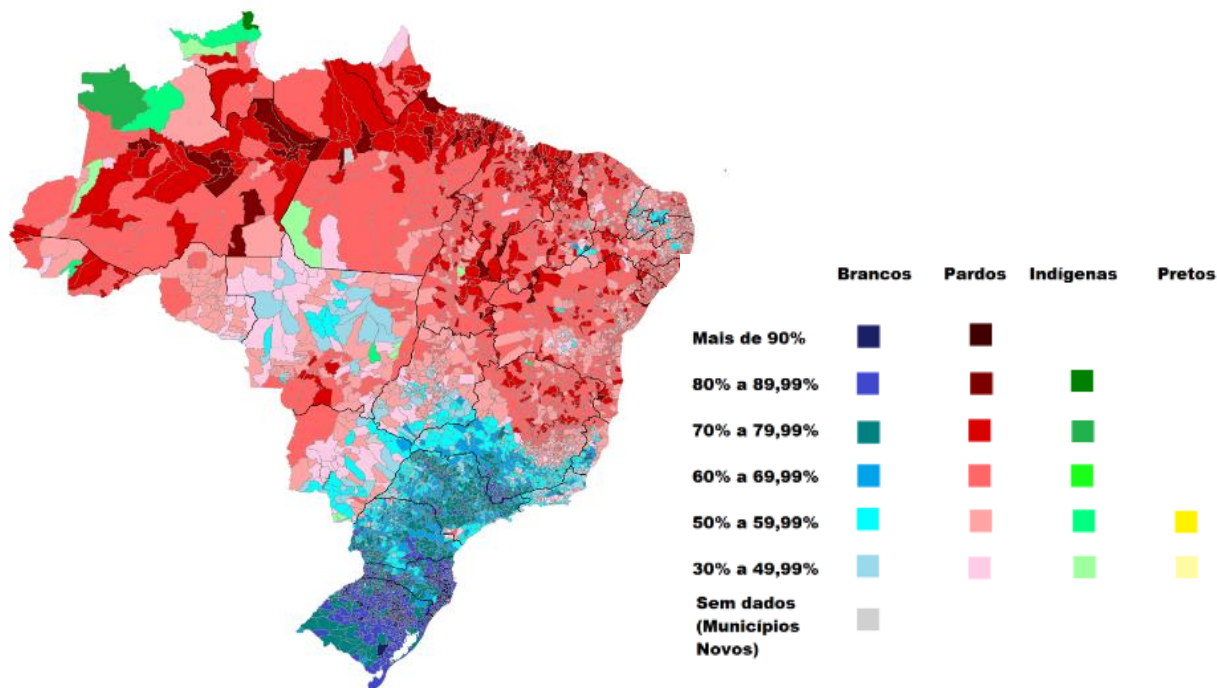 Brancos Pardos Indígenas Pretos
Mais de 90%
80% a 89,99%
70% a 79,99%
60% a 69,99%
50% a 59,99%
30% a 49,99%
Sem dados
(Municípios
Novos)